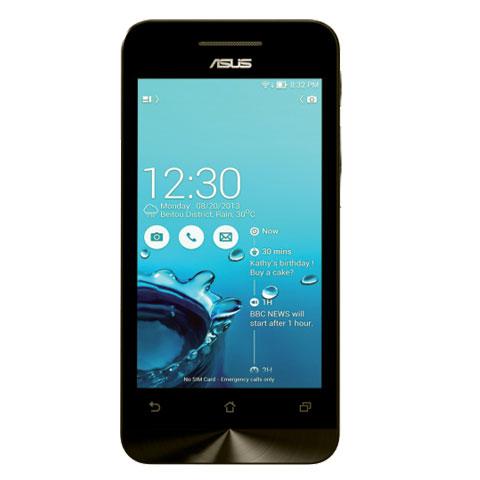 ASUS
8:32 PM
12:30
Monday 08/20/2013
Beitou District, Rain, 30°C
Now
30 mins
Kathy's birthday !
Buy a cake?
1H
BBC NEWS will
start after 1 hour.
3H
No SIM Card - Emergency calls only